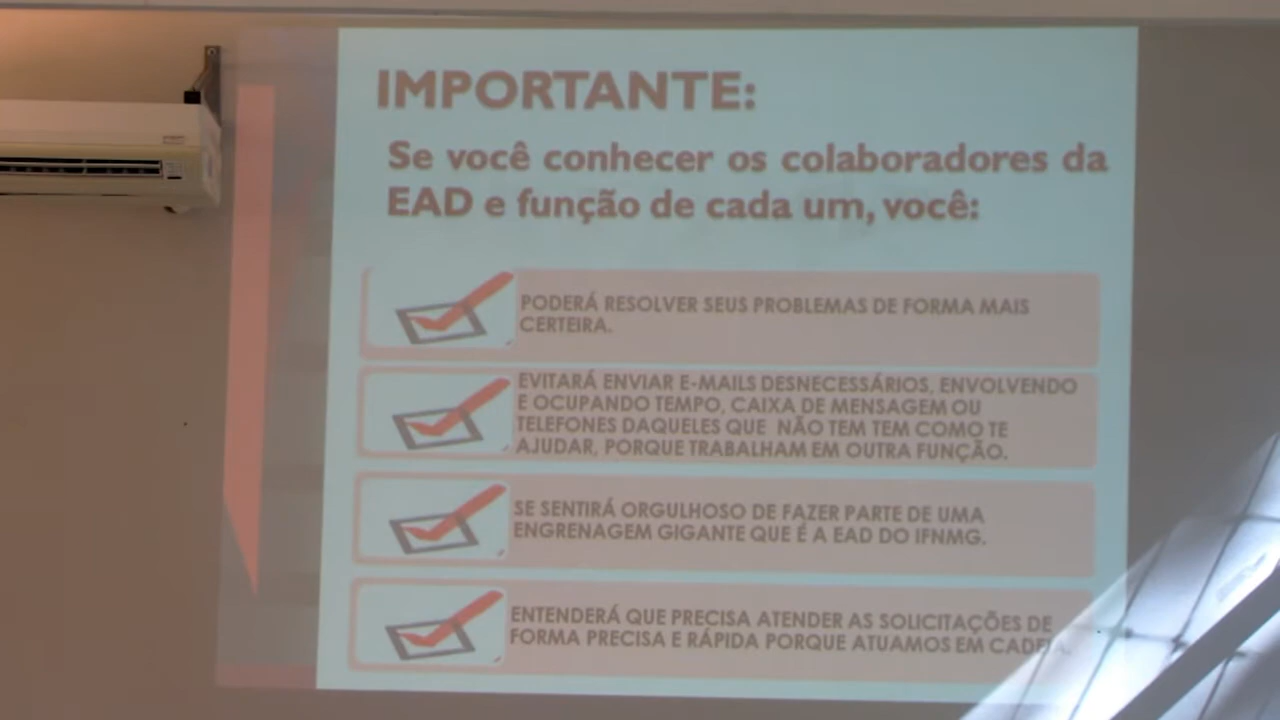 IMPORTANTE:
Se você conhecer os colaboradores da
EAD e função de cada um, você:
PODERÁ RESOLVER SEUS PROBLEMAS DE FORMA MAIS
CERTEIRA.
EVITARÁ ENVIAR E-MAILS DESNECESSÁRIOS, ENVOLVENDO
E OCUPANDO TEMPO, CAIXA DE MENSAGEM OU
TELEFONES DAQUELES QUE NÃO TEM TEM COMO TE
AJUDAR, PORQUE TRABALHAM EM OUTRA FUNÇÃO.
SE SENTIRÁ ORGULHOSO DE FAZER PARTE DE UMA
ENGRENAGEM GIGANTE QUE É A EAD DO IFNMG.
ENTENDERÁ QUE PRECISA ATENDER AS SOLICITAÇÕES DE
FORMA PRECISA E RÁPIDA PORQUE ATUAMOS EM